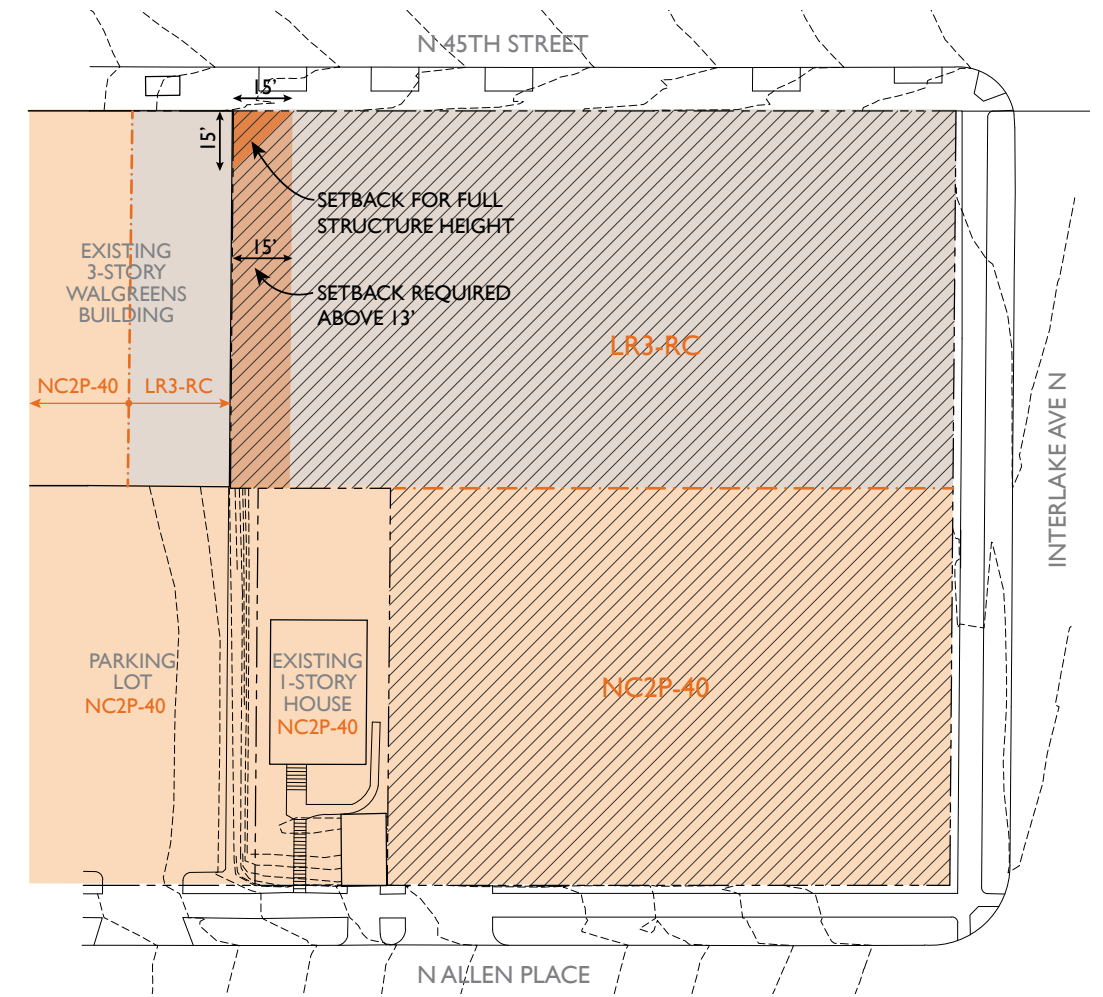 N 45TH STREET
15'
15'
SETBACK FOR FULL
STRUCTURE HEIGHT
15'
EXISTING
3-STORY
WALGREENS
BUILDING
SETBACK REQUIRED
ABOVE 13'
LR3-RC
NC2P-40
LR3-RC
INTERLAKE AVE N
PARKING
LOT
NC2P-40
EXISTING
1-STORY
HOUSE
NC2P-40
NC2P-40
N ALLEN PLACE